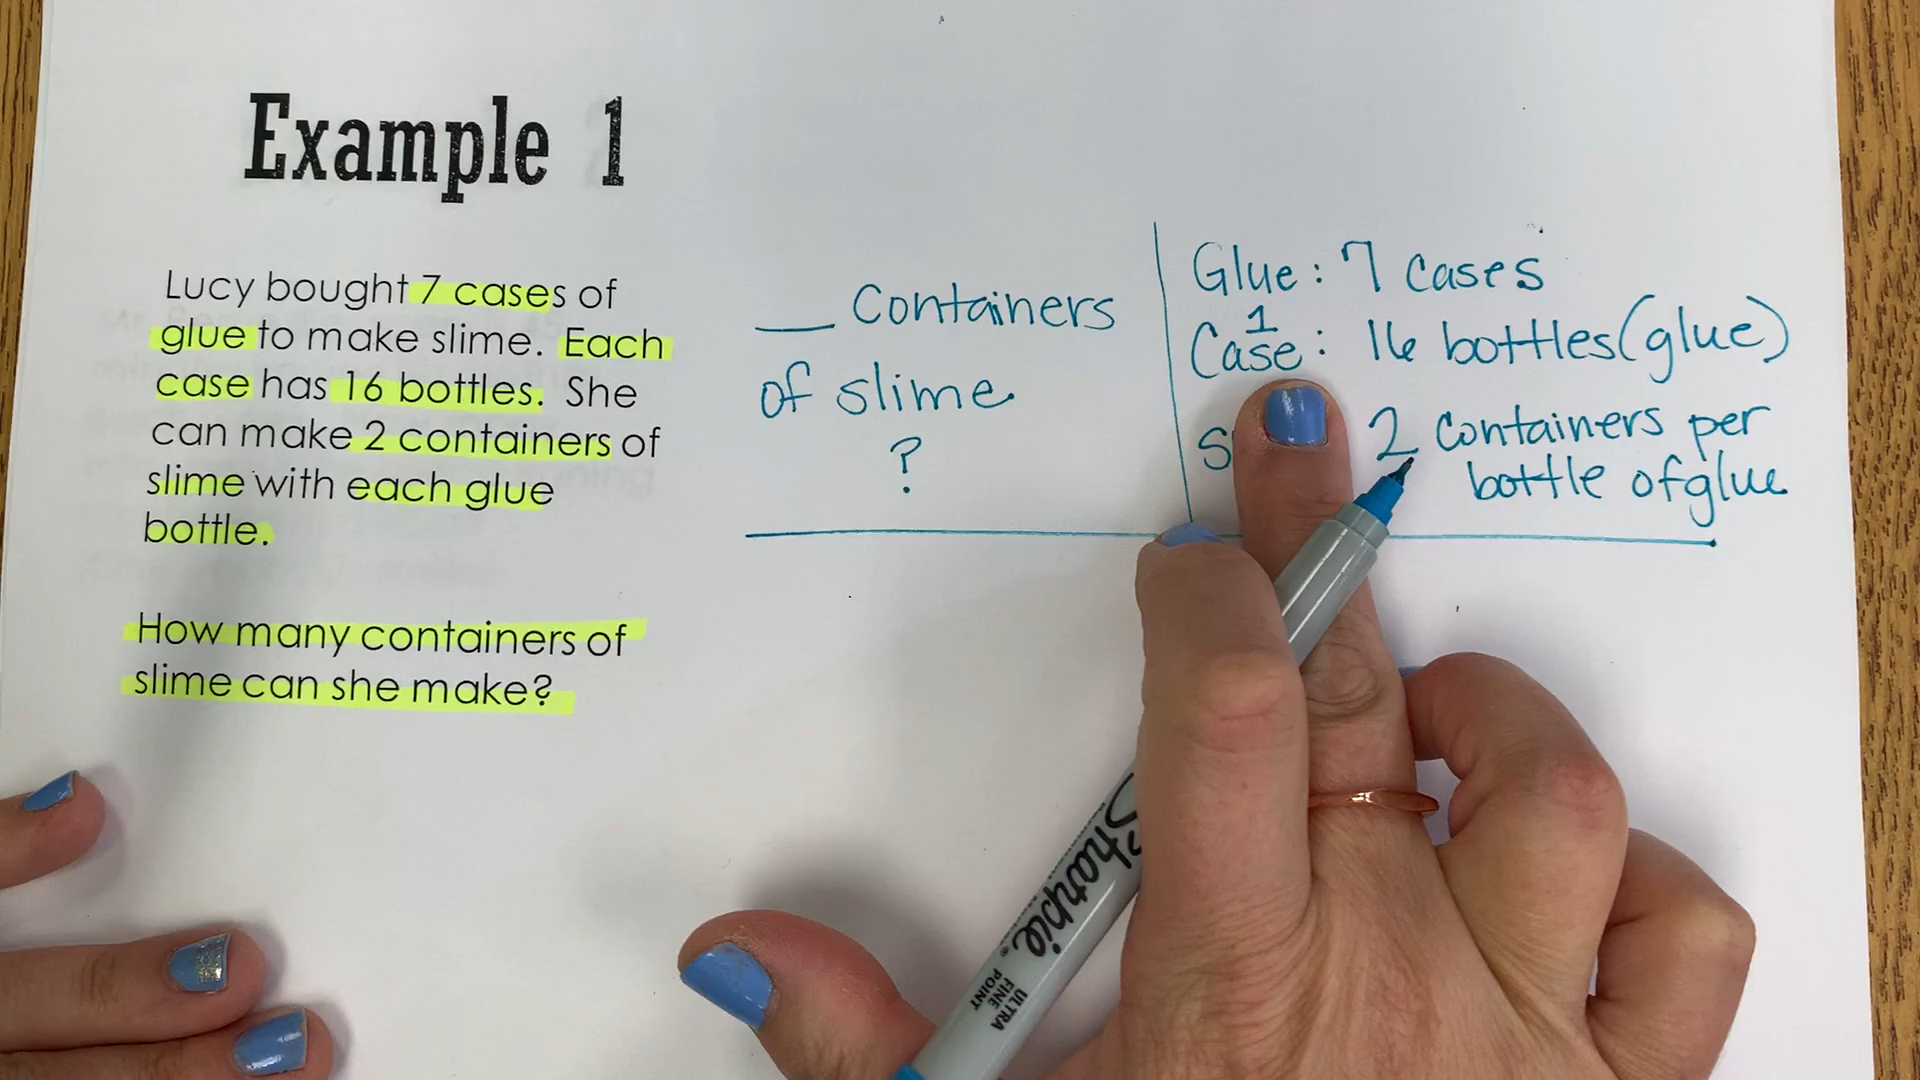 Example 1
Lucy bought 7 cases of
glue to make slime. Each
case has 16 bottles. She
can make 2 containers of
slime with each glue
bottle.
How many containers of
slime can she make?
__ Containers
of slime
?
Glue: 7 cases
1
Case: 16 bottles (glue)
2 containers per
bottle of glue
Sharpie
ULTRA
FINE
POINT